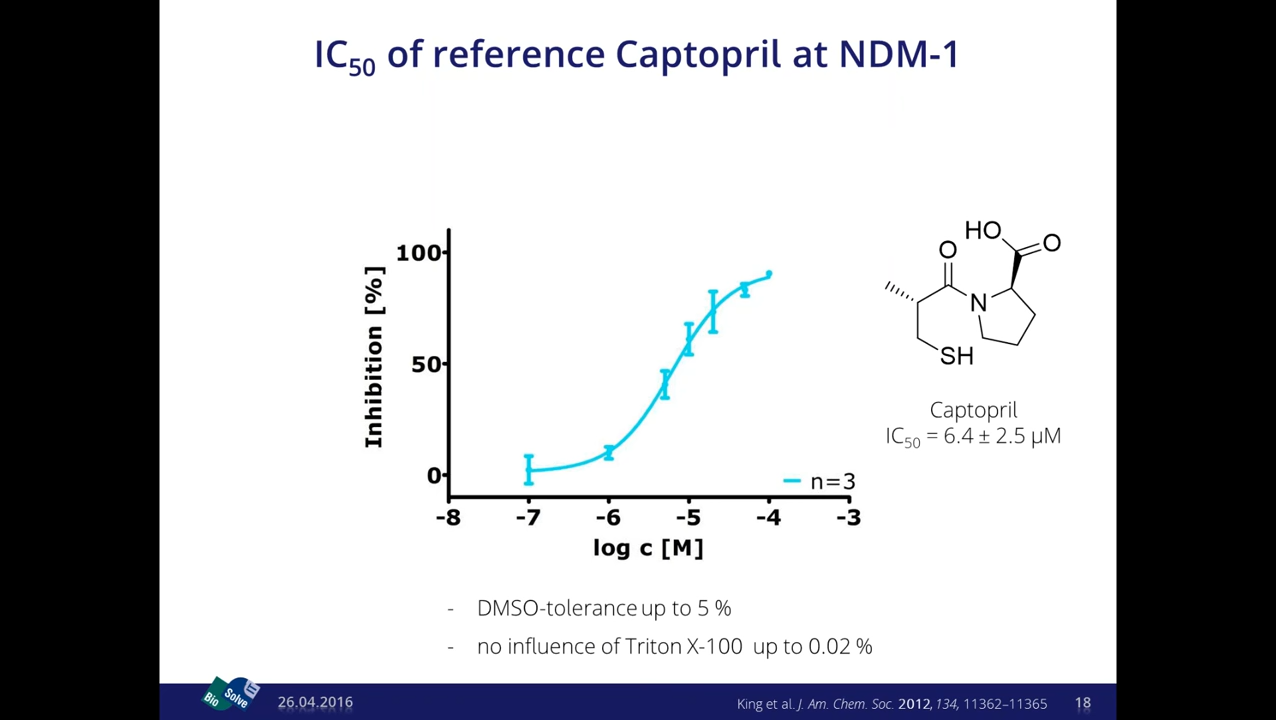 IC50 of reference Captopril at NDM-1
100
50
0
Inhibition [%]
-8 -7 -6 -5 -4 -3
log c [M]
n=3
HO
O
O
N
SH
Captopril
IC50 = 6.4 ± 2.5 µM
- DMSO-tolerance up to 5 %
- no influence of Triton X-100 up to 0.02 %
Bio Solve
26.04.2016
King et al. J. Am. Chem. Soc. 2012, 134, 11362–11365
18